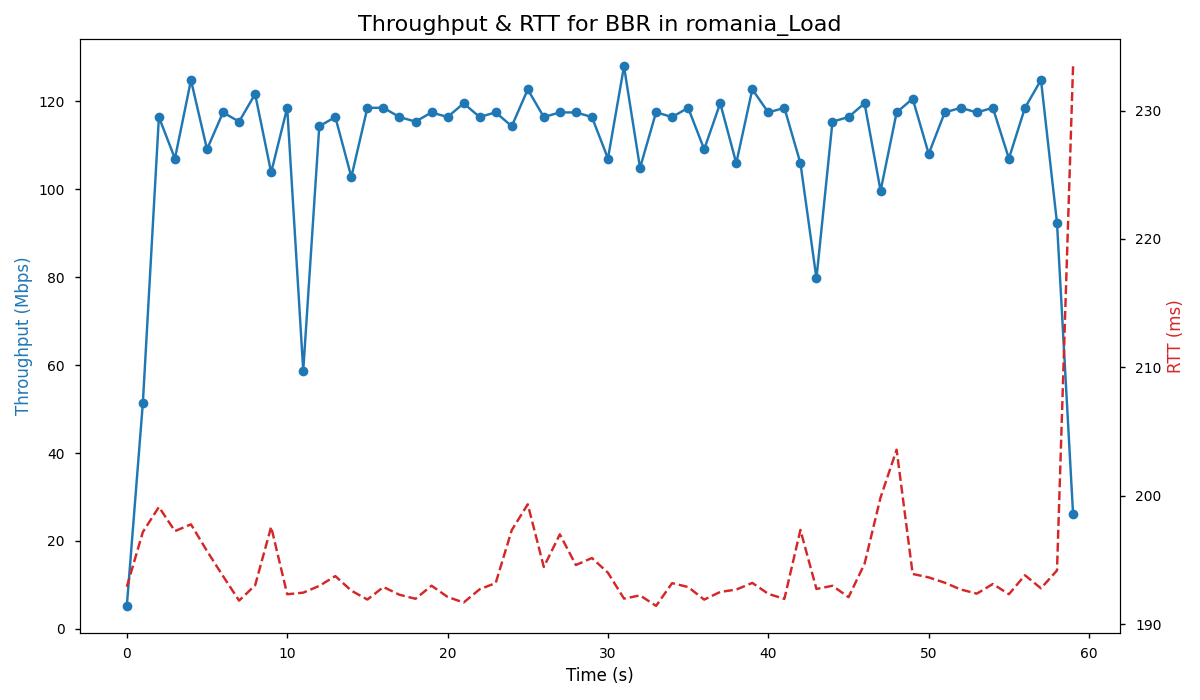 Throughput & RTT for BBR in romania_Load
Throughput (Mbps)
120
100
80
60
40
20
0
230
220
210
200
190
RTT (ms)
0 10 20 30 40 50 60
Time (s)